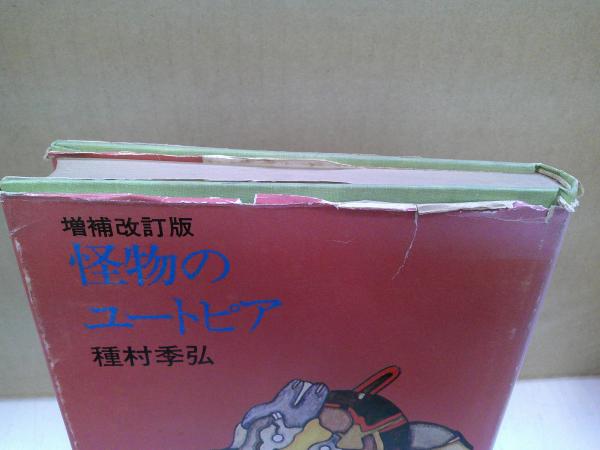 増補改訂版
怪物の
ユートピア
種村季弘